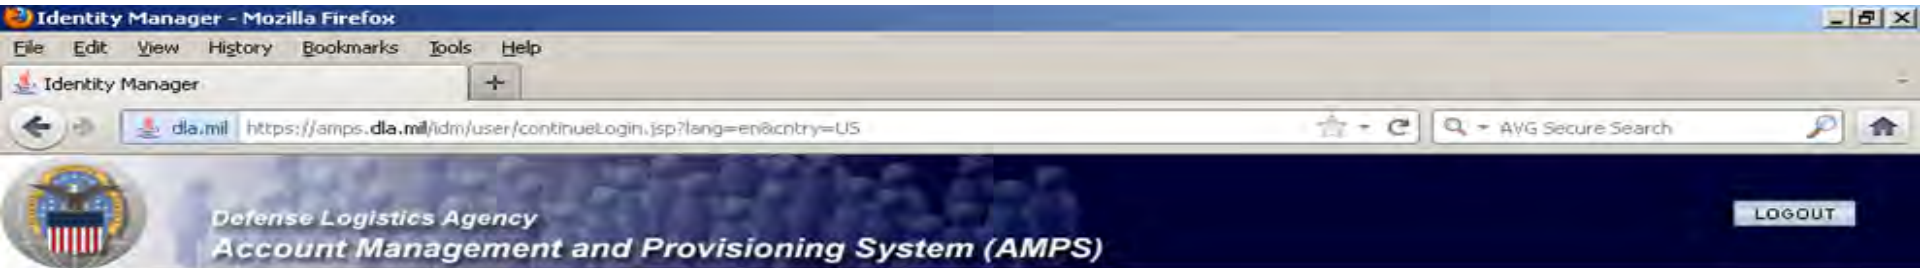 Identity Manager - Mozilla Firefox
File Edit View History Bookmarks Tools Help
Identity Manager +
dla.mil https://amps.dla.mil/idm/user/continueLogin.jsp?lang=en&cntry=US AVG Secure Search
Defense Logistics Agency
LOGOUT
Account Management and Provisioning System (AMPS)